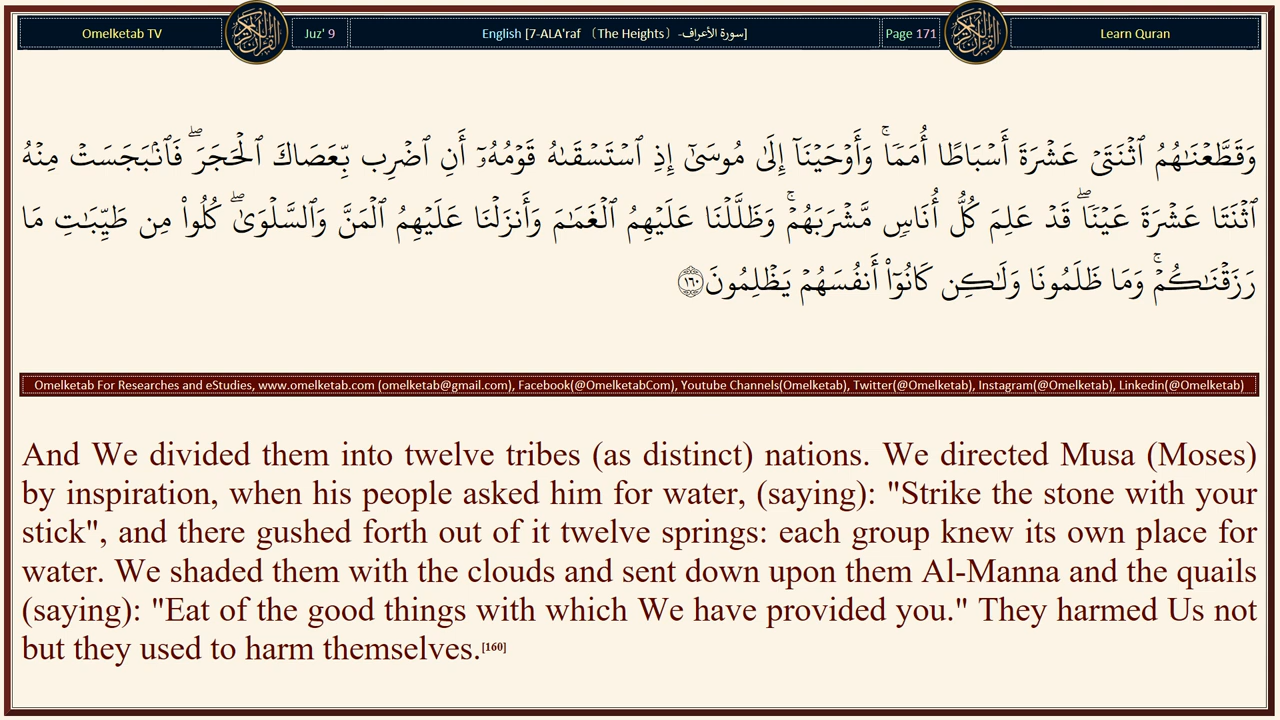 Omelketab TV
Juz' 9
English [7-ALA'raf （The Heights）-سورة الأعراف]
Page 171
Learn Quran
وَقَطَّعْنَٰهُمُ ٱثْنَتَىْ عَشْرَةَ أَسْبَاطًا أُمَمًا ۚ وَأَوْحَيْنَآ إِلَىٰ مُوسَىٰٓ إِذِ ٱسْتَسْقَىٰهُ قَوْمُهُۥٓ أَنِ ٱضْرِب بِّعَصَاكَ ٱلْحَجَرَ ۖ فَٱنۢبَجَسَتْ مِنْهُ
ٱثْنَتَا عَشْرَةَ عَيْنًا ۖ قَدْ عَلِمَ كُلُّ أُنَاسٍ مَّشْرَبَهُمْ ۚ وَظَلَّلْنَا عَلَيْهِمُ ٱلْغَمَٰمَ وَأَنزَلْنَا عَلَيْهِمُ ٱلْمَنَّ وَٱلسَّلْوَىٰ ۖ كُلُوا۟ مِن طَيِّبَٰتِ مَا
رَزَقْنَٰكُمْ ۚ وَمَا ظَلَمُونَا وَلَٰكِن كَانُوٓا۟ أَنفُسَهُمْ يَظْلِمُونَ ١٦٠
Omelketab For Researches and eStudies, www.omelketab.com (omelketab@gmail.com), Facebook(@OmelketabCom), Youtube Channels(Omelketab), Twitter(@Omelketab), Instagram(@Omelketab), Linkedin(@Omelketab)
And We divided them into twelve tribes (as distinct) nations. We directed Musa (Moses)
by inspiration, when his people asked him for water, (saying): "Strike the stone with your
stick", and there gushed forth out of it twelve springs: each group knew its own place for
water. We shaded them with the clouds and sent down upon them Al-Manna and the quails
(saying): "Eat of the good things with which We have provided you." They harmed Us not
but they used to harm themselves.[160]